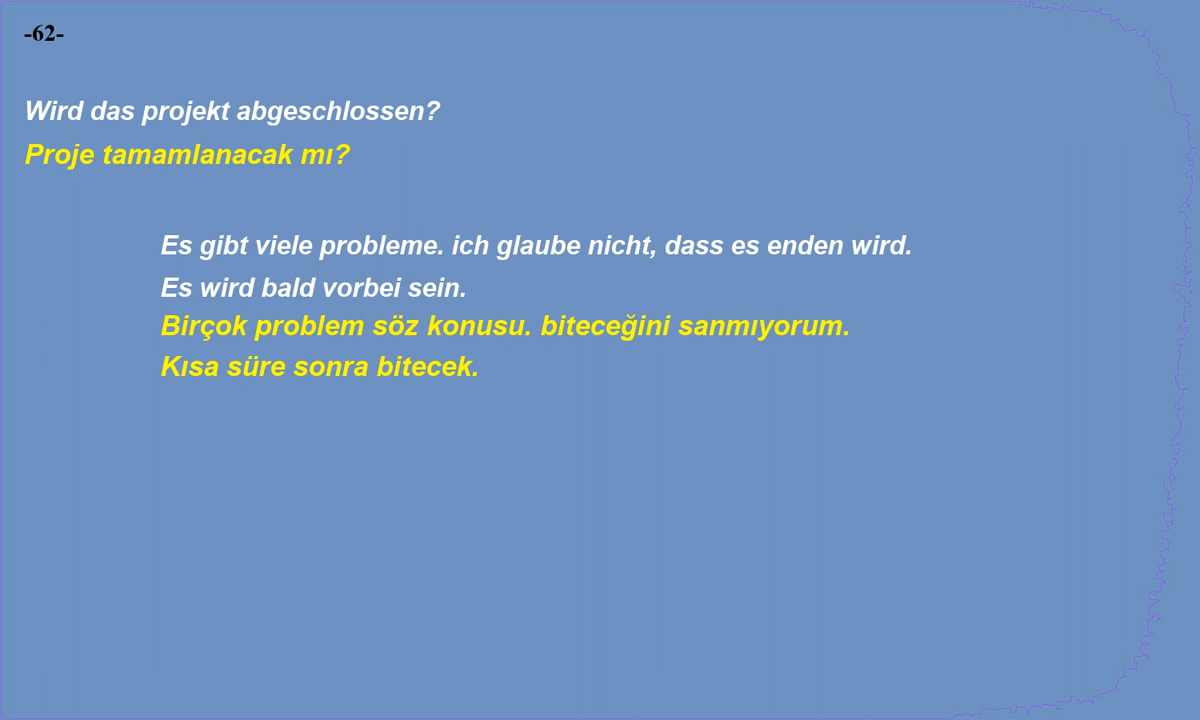 -62-
Wird das projekt abgeschlossen?
Proje tamamlanacak mı?
Es gibt viele probleme. ich glaube nicht, dass es enden wird.
Es wird bald vorbei sein.
Birçok problem söz konusu. biteceğini sanmıyorum.
Kısa süre sonra bitecek.